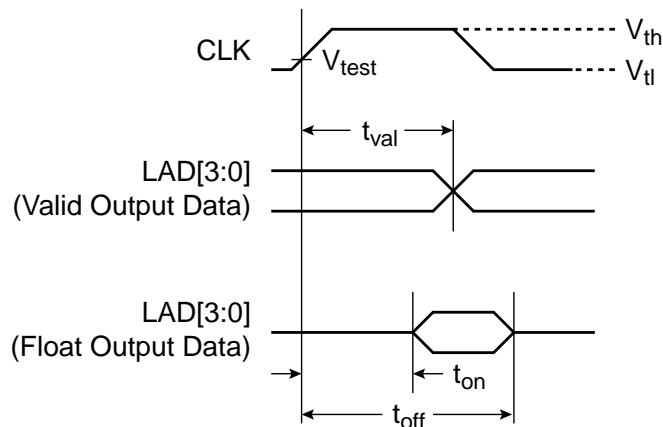 V_th
CLK
V_test
V_tl
t_val
LAD[3:0]
(Valid Output Data)
LAD[3:0]
(Float Output Data)
t_on
t_off